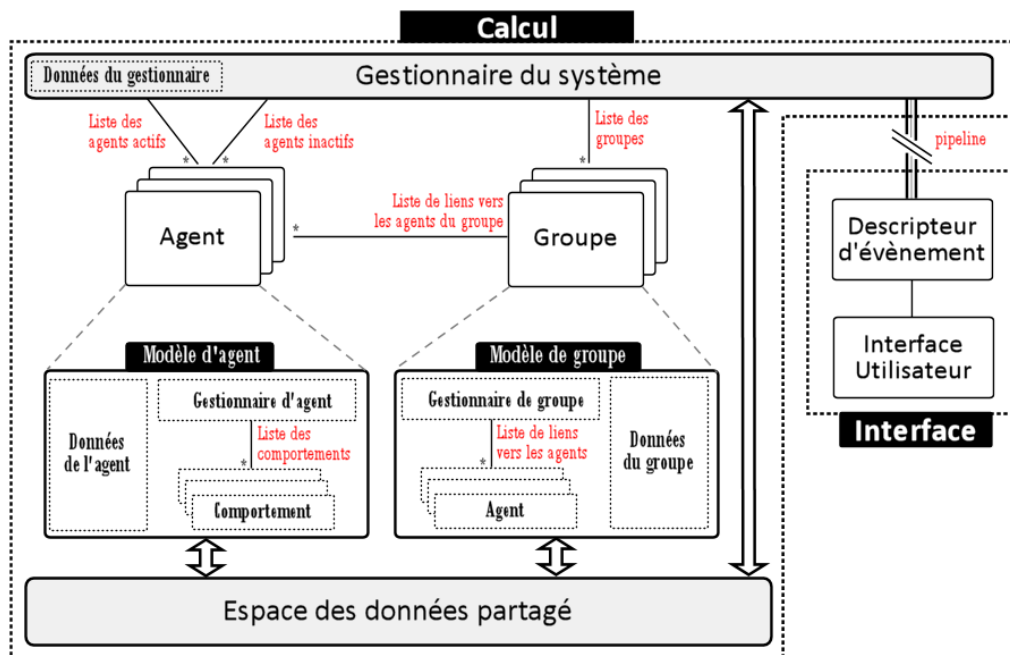 Calcul
Données du gestionnaire
Gestionnaire du système
Liste des
agents actifs
Liste des
agents inactifs
Liste des
groupes
pipeline
*
*
*
Agent
Liste de liens vers
les agents du groupe
*
Groupe
Descripteur
d'évènement
Interface
Utilisateur
Interface
Modèle d'agent
Données
de l'agent
Gestionnaire d'agent
Liste des
comportements
*
Comportement
Modèle de groupe
Gestionnaire de groupe
Liste de liens
vers les agents
*
Agent
Données
du groupe
Espace des données partagé